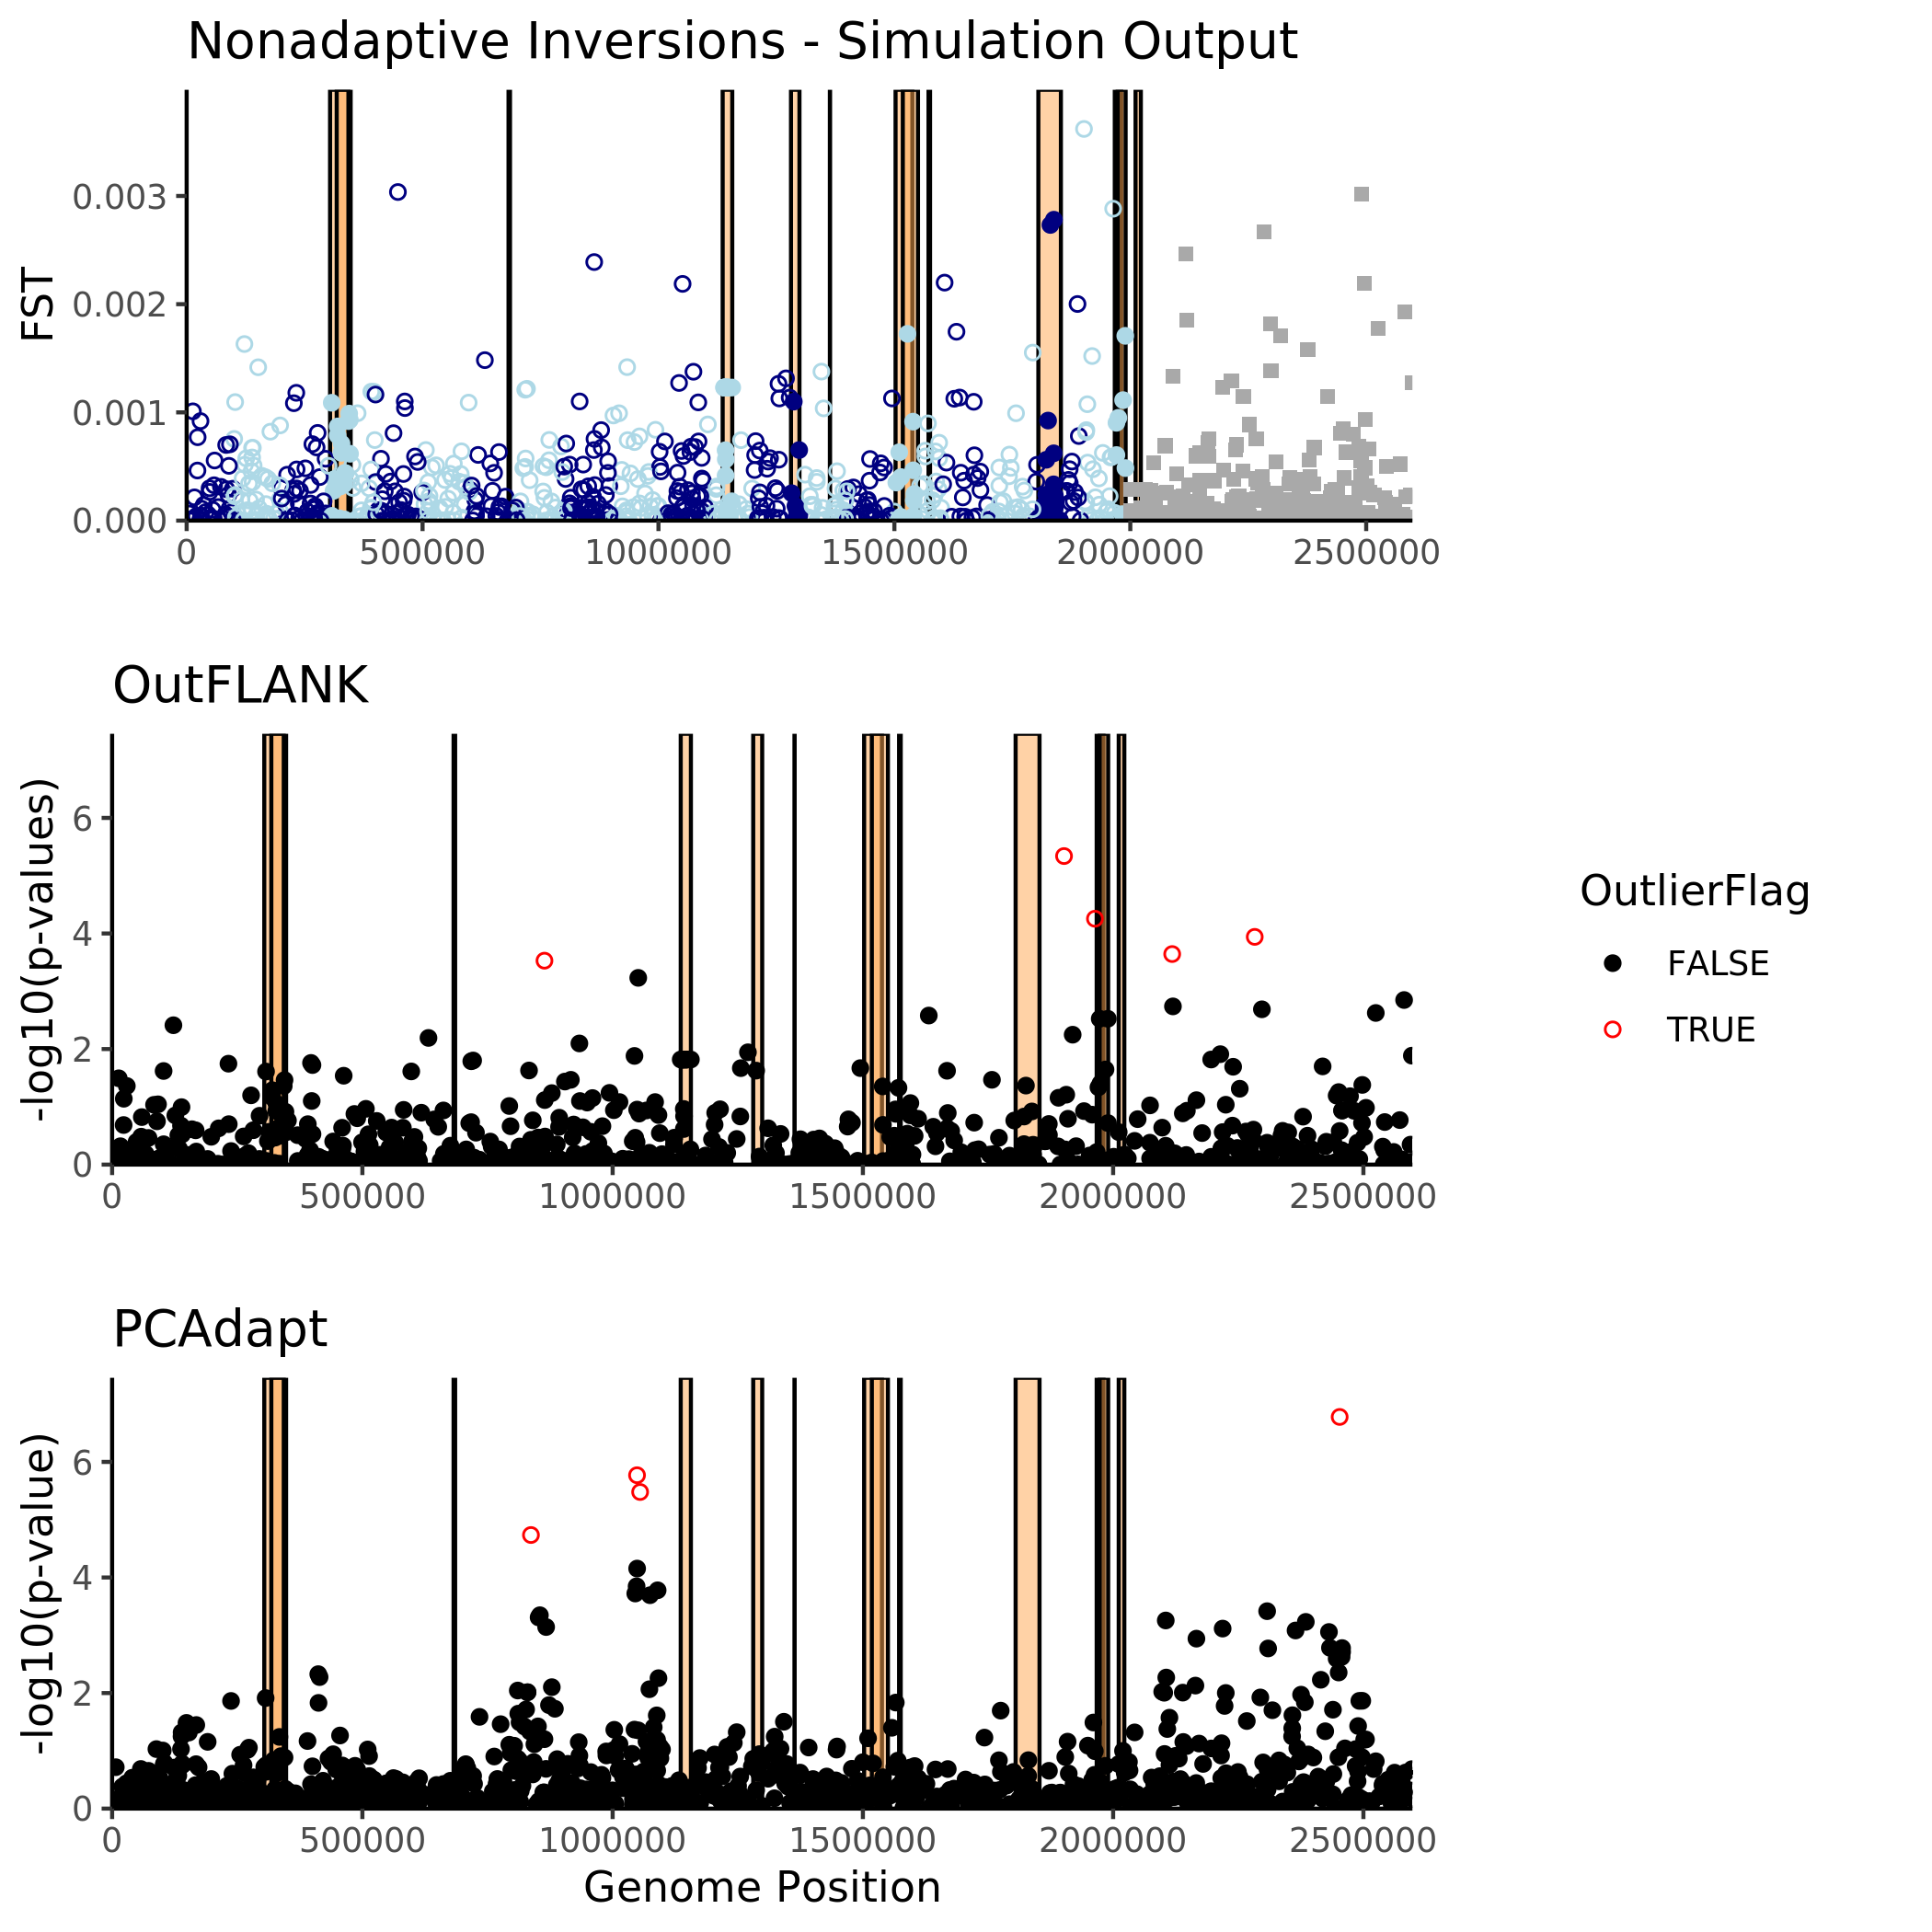 Nonadaptive Inversions - Simulation Output
FST
0.003
0.002
0.001
0.000
0 500000 1000000 1500000 2000000 2500000
OutFLANK
-log10(p-values)
6
4
2
0
0 500000 1000000 1500000 2000000 2500000
OutlierFlag
FALSE
TRUE
PCAdapt
-log10(p-value)
6
4
2
0
0 500000 1000000 1500000 2000000 2500000
Genome Position